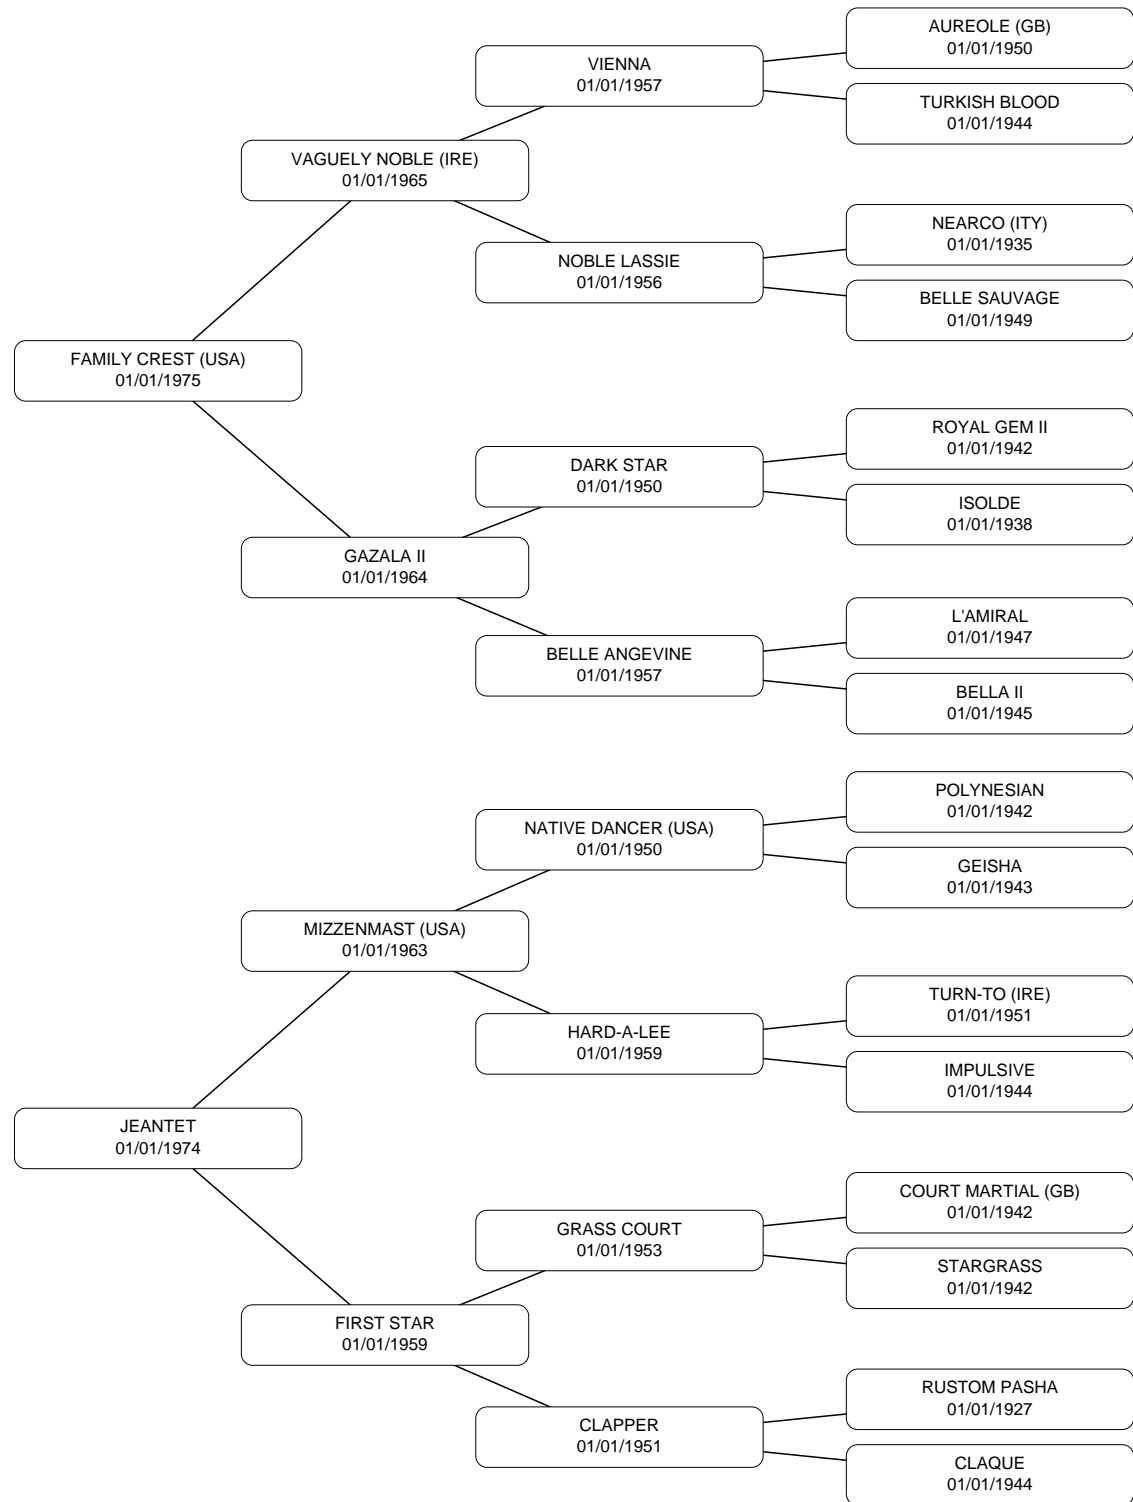 AUREOLE (GB)
01/01/1950
VIENNA
01/01/1957
TURKISH BLOOD
01/01/1944
VAGUELY NOBLE (IRE)
01/01/1965
NEARCO (ITY)
01/01/1935
NOBLE LASSIE
01/01/1956
BELLE SAUVAGE
01/01/1949
FAMILY CREST (USA)
01/01/1975
ROYAL GEM II
01/01/1942
DARK STAR
01/01/1950
ISOLDE
01/01/1938
GAZALA II
01/01/1964
L'AMIRAL
01/01/1947
BELLE ANGEVINE
01/01/1957
BELLA II
01/01/1945
POLYNESIAN
01/01/1942
NATIVE DANCER (USA)
01/01/1950
GEISHA
01/01/1943
MIZZENMAST (USA)
01/01/1963
TURN-TO (IRE)
01/01/1951
HARD-A-LEE
01/01/1959
IMPULSIVE
01/01/1944
JEANTET
01/01/1974
COURT MARTIAL (GB)
01/01/1942
GRASS COURT
01/01/1953
STARGRASS
01/01/1942
FIRST STAR
01/01/1959
RUSTOM PASHA
01/01/1927
CLAPPER
01/01/1951
CLAQUE
01/01/1944